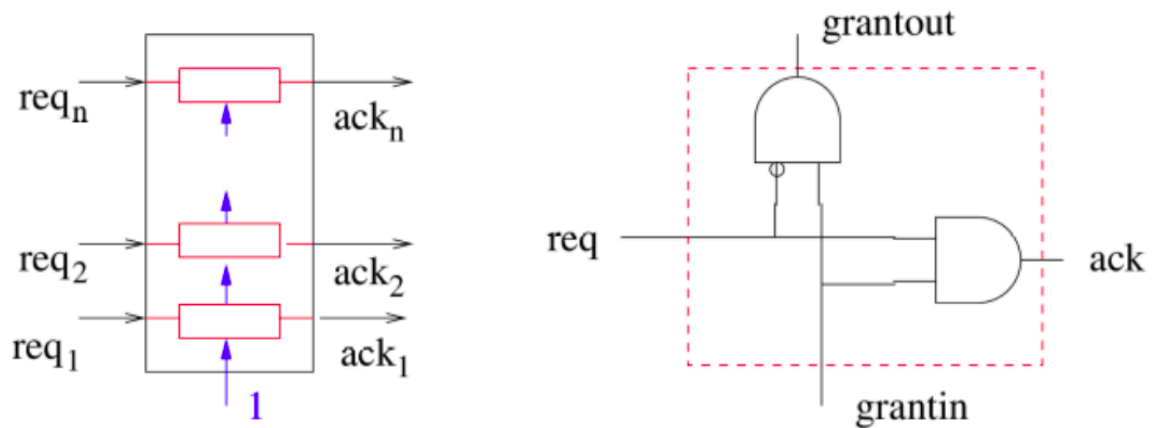 req_n
ack_n
req_2
ack_2
req_1
ack_1
1
grantout
req
ack
grantin